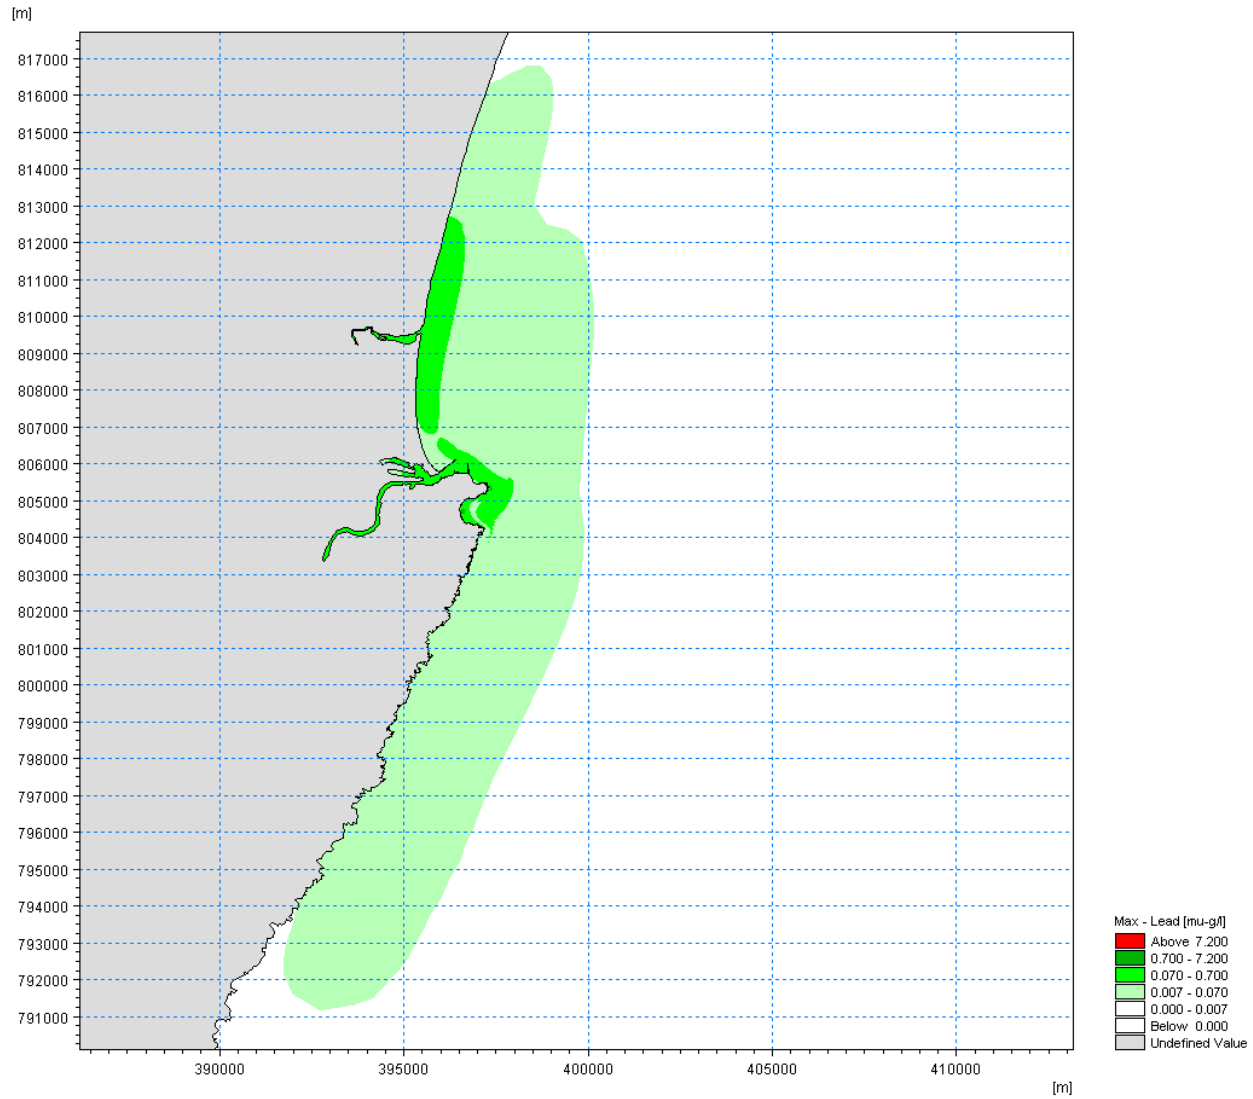 [m]
817000
816000
815000
814000
813000
812000
811000
810000
809000
808000
807000
806000
805000
804000
803000
802000
801000
800000
799000
798000
797000
796000
795000
794000
793000
792000
791000
390000 395000 400000 405000 410000
[m]
Max - Lead [mu-g/l]
Above 7.200
0.700 - 7.200
0.070 - 0.700
0.007 - 0.070
0.000 - 0.007
Below 0.000
Undefined Value